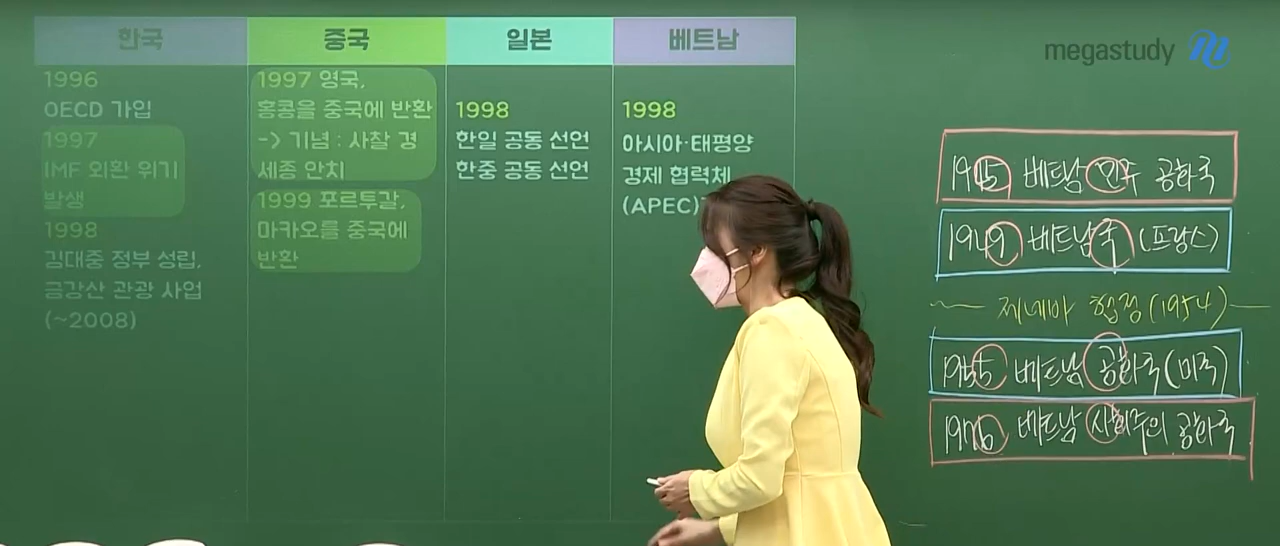 한국
1996
OECD 가입
1997
IMF 외환 위기
발생
1998
김대중 정부 성립,
금강산 관광 사업
(~2008)
중국
1997 영국,
홍콩을 중국에 반환
-> 기념 : 사찰 경
세종 안치
1999 포르투갈,
마카오를 중국에
반환
일본
1998
한일 공동 선언
한중 공동 선언
베트남
1998
아시아·태평양
경제 협력체
(APEC)
megastudy
1945 베트남 민주 공화국
1949 베트남국 (프랑스)
제네바 협정(1954)
1955 베트남 공화국(미국)
1976 베트남 사회주의 공화국